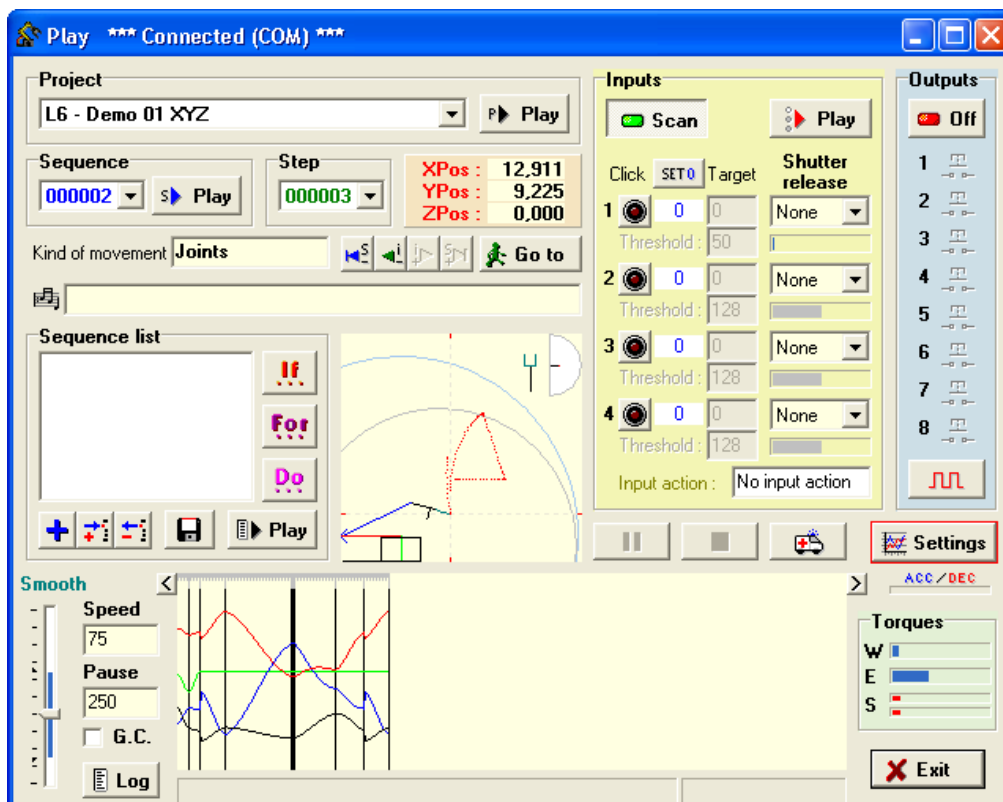 Play *** Connected (COM) ***
Project
L6 - Demo 01 XYZ
P Play
Sequence
000002
S Play
Step
000003
XPos : 12,911
YPos : 9,225
ZPos : 0,000
Kind of movement Joints
S i i S Go to
Sequence list
If
For
Do
Play
Inputs
Scan
Play
Click SET 0 Target Shutter release
1 0 0 None
Threshold : 50
2 0 0 None
Threshold : 128
3 0 0 None
Threshold : 128
4 0 0 None
Threshold : 128
Input action : No input action
Outputs
Off
1
2
3
4
5
6
7
8
Settings
ACC/DEC
Smooth
Speed
75
Pause
250
G.C.
Log
Torques
W
E
S
Exit